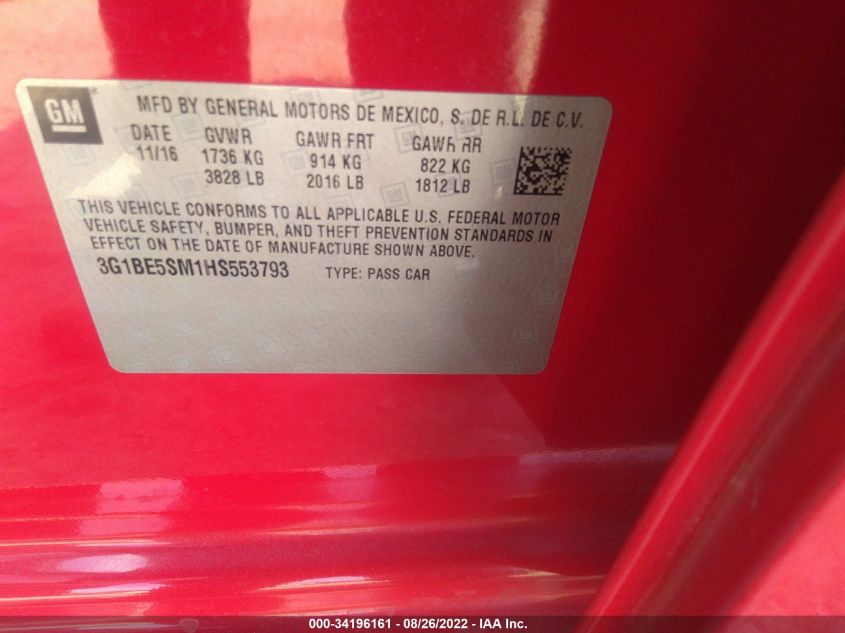 GM
MFD BY GENERAL MOTORS DE MEXICO, S. DE R.L. DE C.V.
DATE GVWR GAWR FRT GAWR RR
11/16 1736 KG 914 KG 822 KG
3828 LB 2016 LB 1812 LB
THIS VEHICLE CONFORMS TO ALL APPLICABLE U.S. FEDERAL MOTOR
VEHICLE SAFETY, BUMPER, AND THEFT PREVENTION STANDARDS IN
EFFECT ON THE DATE OF MANUFACTURE SHOWN ABOVE.
3G1BE5SM1HS553793 TYPE: PASS CAR
000-34196161 - 08/26/2022 - IAA Inc.